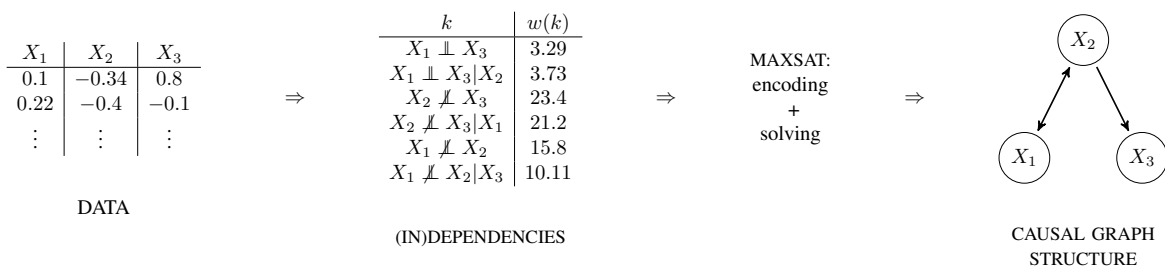 X₁ X₂ X₃
0.1 −0.34 0.8
0.22 −0.4 −0.1
⋮ ⋮ ⋮
DATA
⇒
k w(k)
X₁ ⫫ X₃ 3.29
X₁ ⫫ X₃|X₂ 3.73
X₂ ⫫̸ X₃ 23.4
X₂ ⫫̸ X₃|X₁ 21.2
X₁ ⫫̸ X₂ 15.8
X₁ ⫫̸ X₂|X₃ 10.11
(IN)DEPENDENCIES
⇒
MAXSAT:
encoding
+
solving
⇒
X₂
X₁ X₃
CAUSAL GRAPH
STRUCTURE